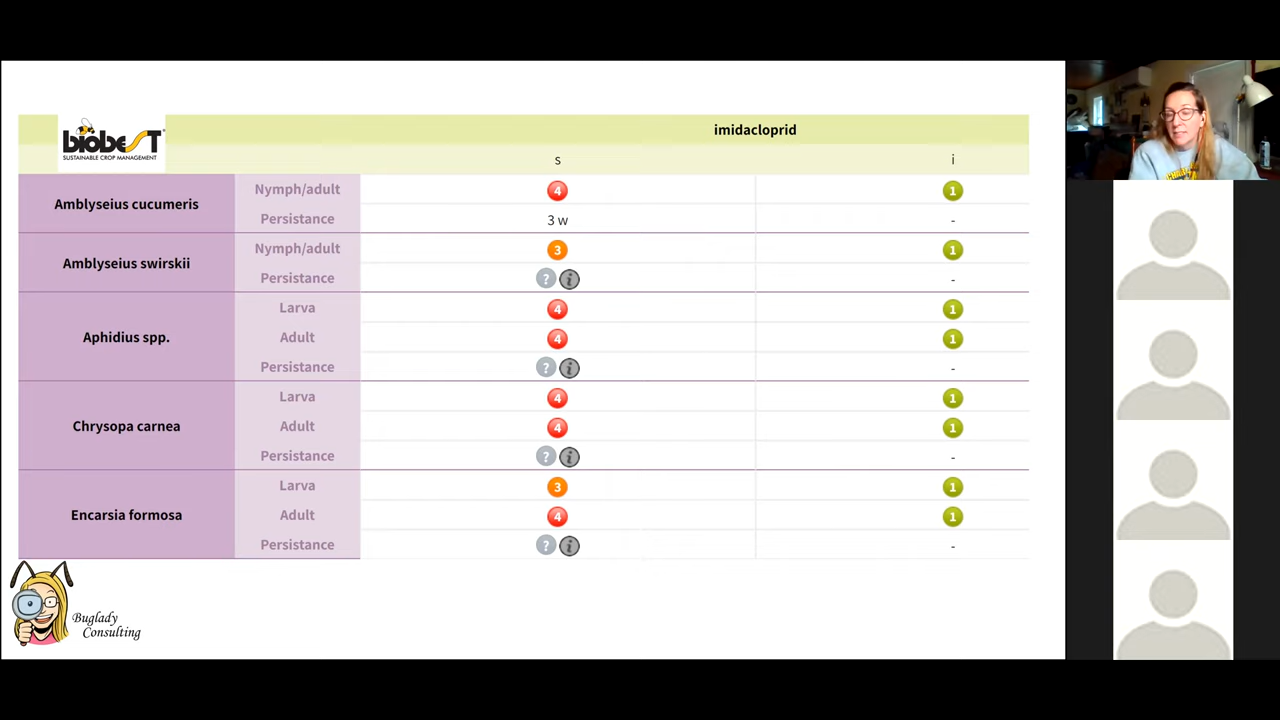 biobest
SUSTAINABLE CROP MANAGEMENT
imidacloprid
s i
Amblyseius cucumeris Nymph/adult 4 1
Persistance 3 w -
Amblyseius swirskii Nymph/adult 3 1
Persistance ? i -
Aphidius spp. Larva 4 1
Adult 4 1
Persistance ? i -
Chrysopa carnea Larva 4 1
Adult 4 1
Persistance ? i -
Encarsia formosa Larva 3 1
Adult 4 1
Persistance ? i -
Buglady
Consulting